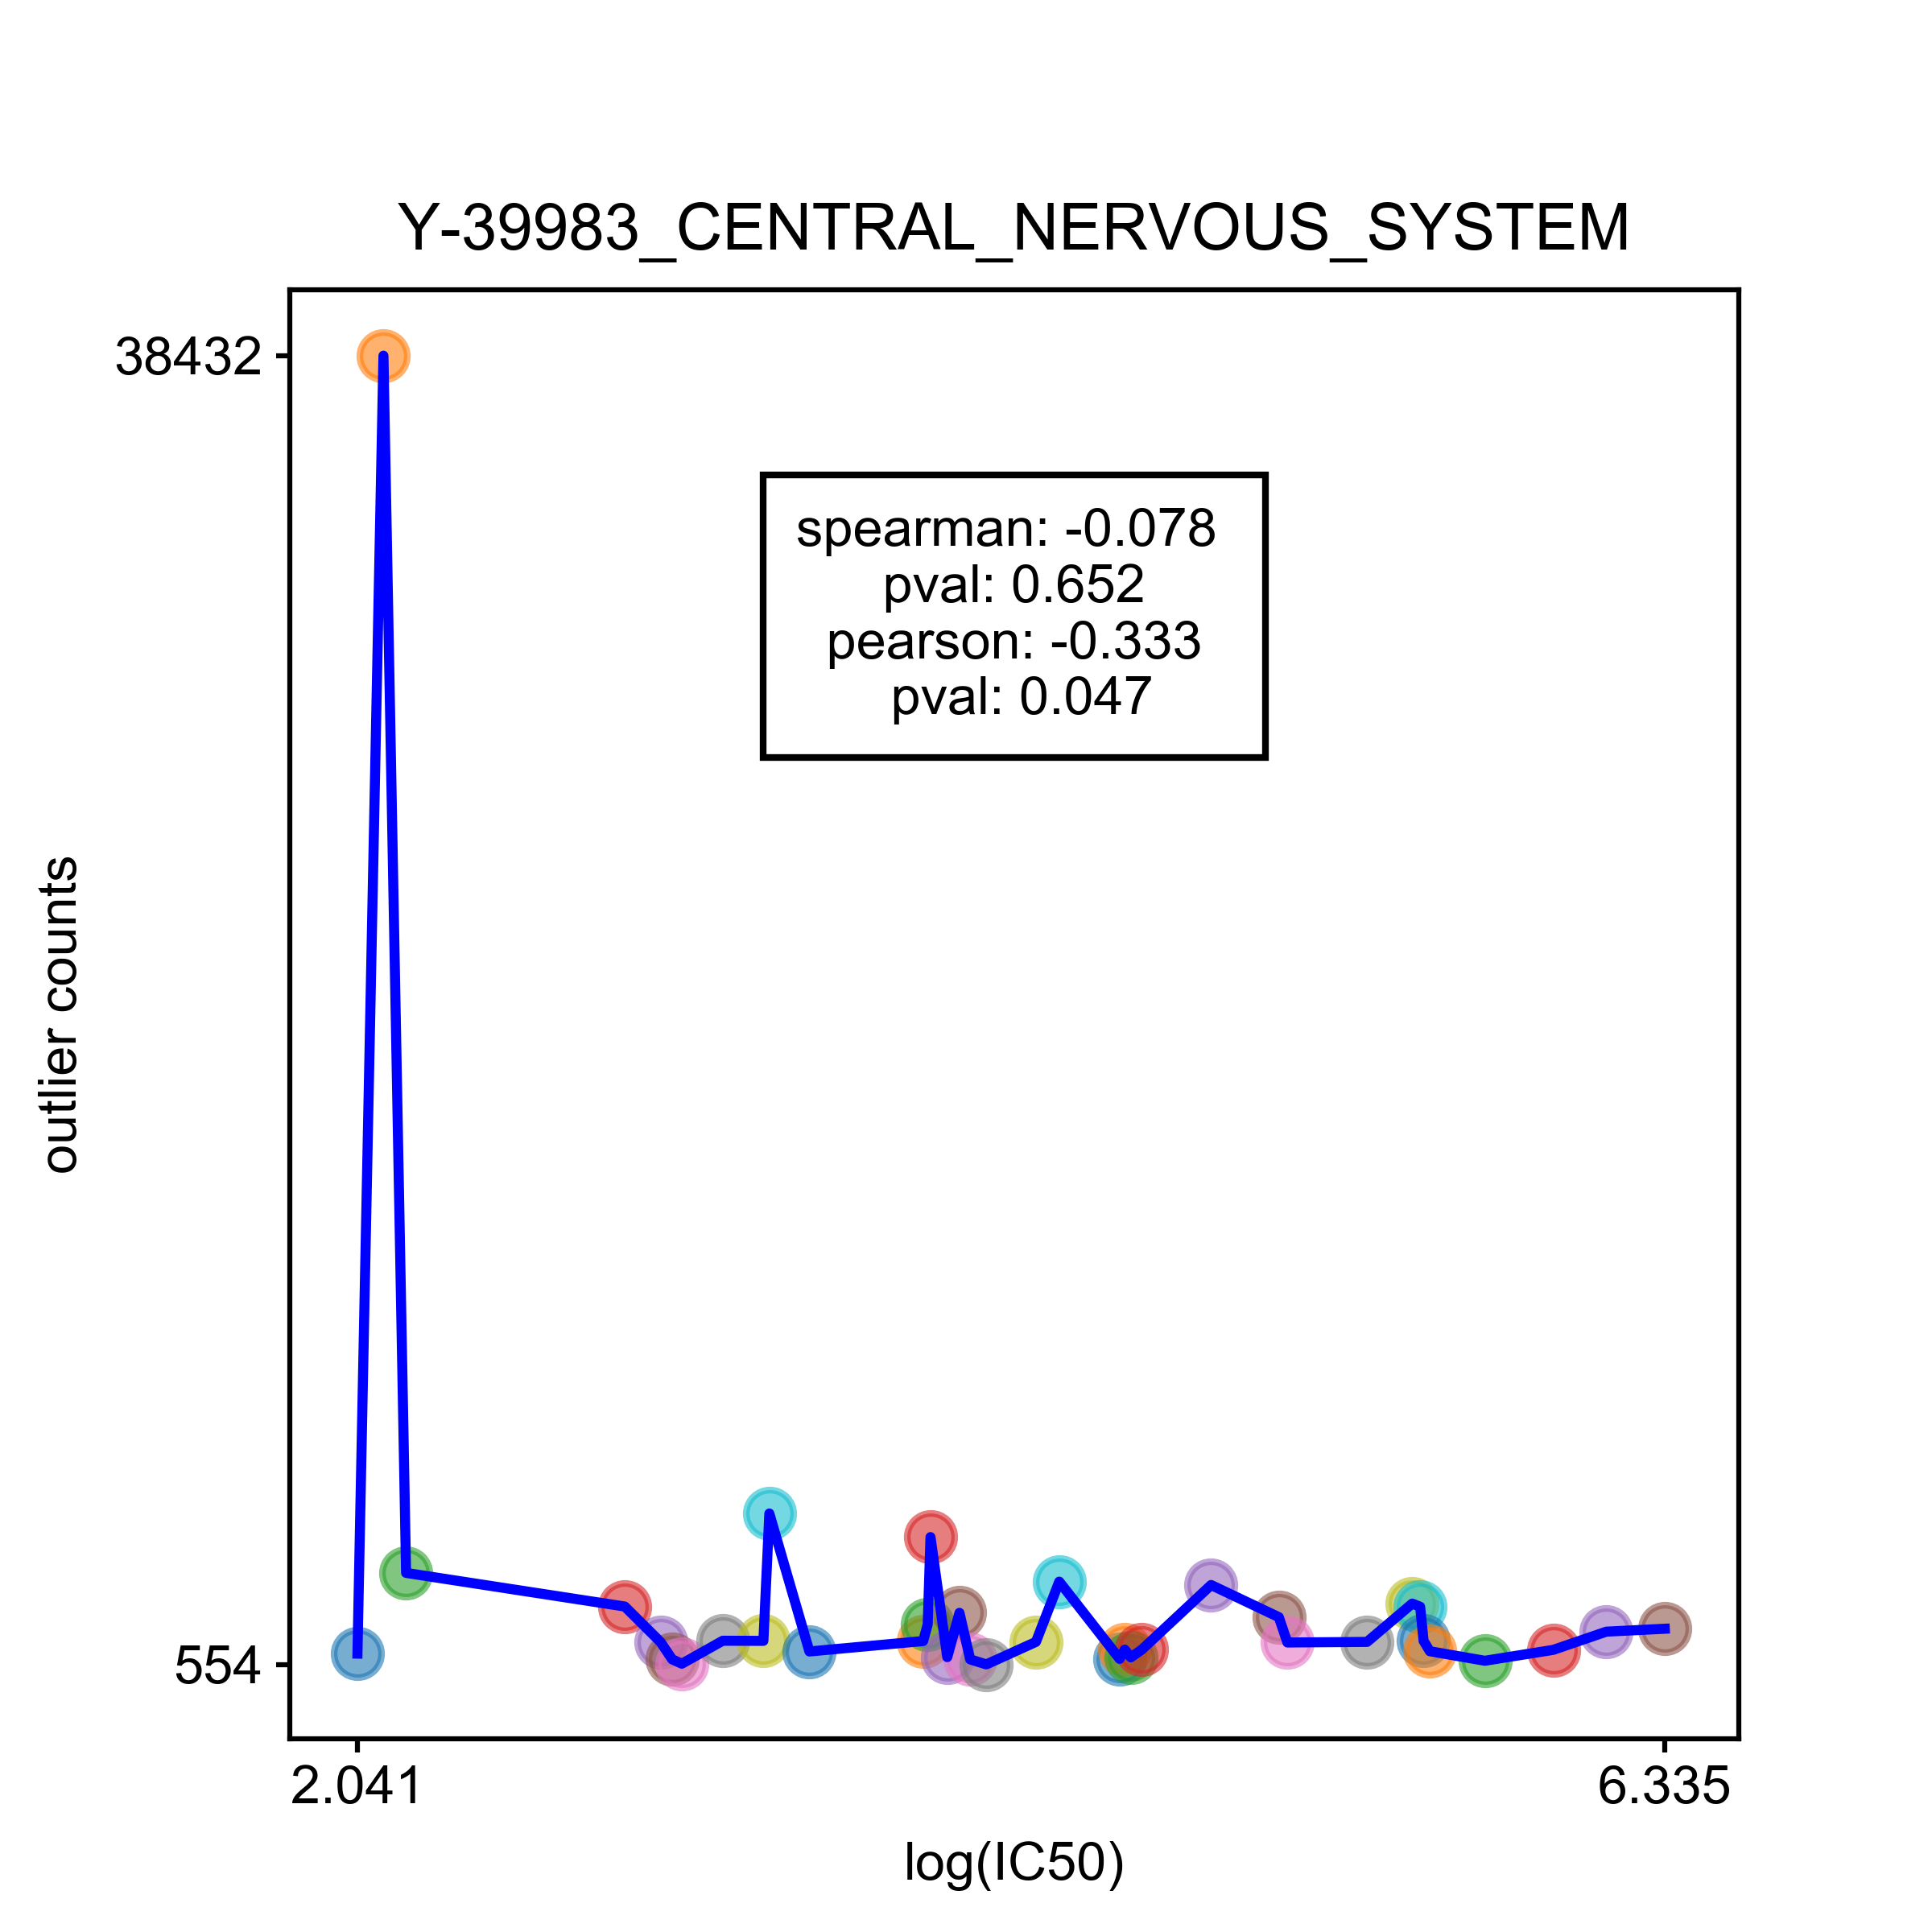 Y-39983_CENTRAL_NERVOUS_SYSTEM
38432
spearman: -0.078
pval: 0.652
pearson: -0.333
pval: 0.047
outlier counts
554
2.041
6.335
log(IC50)